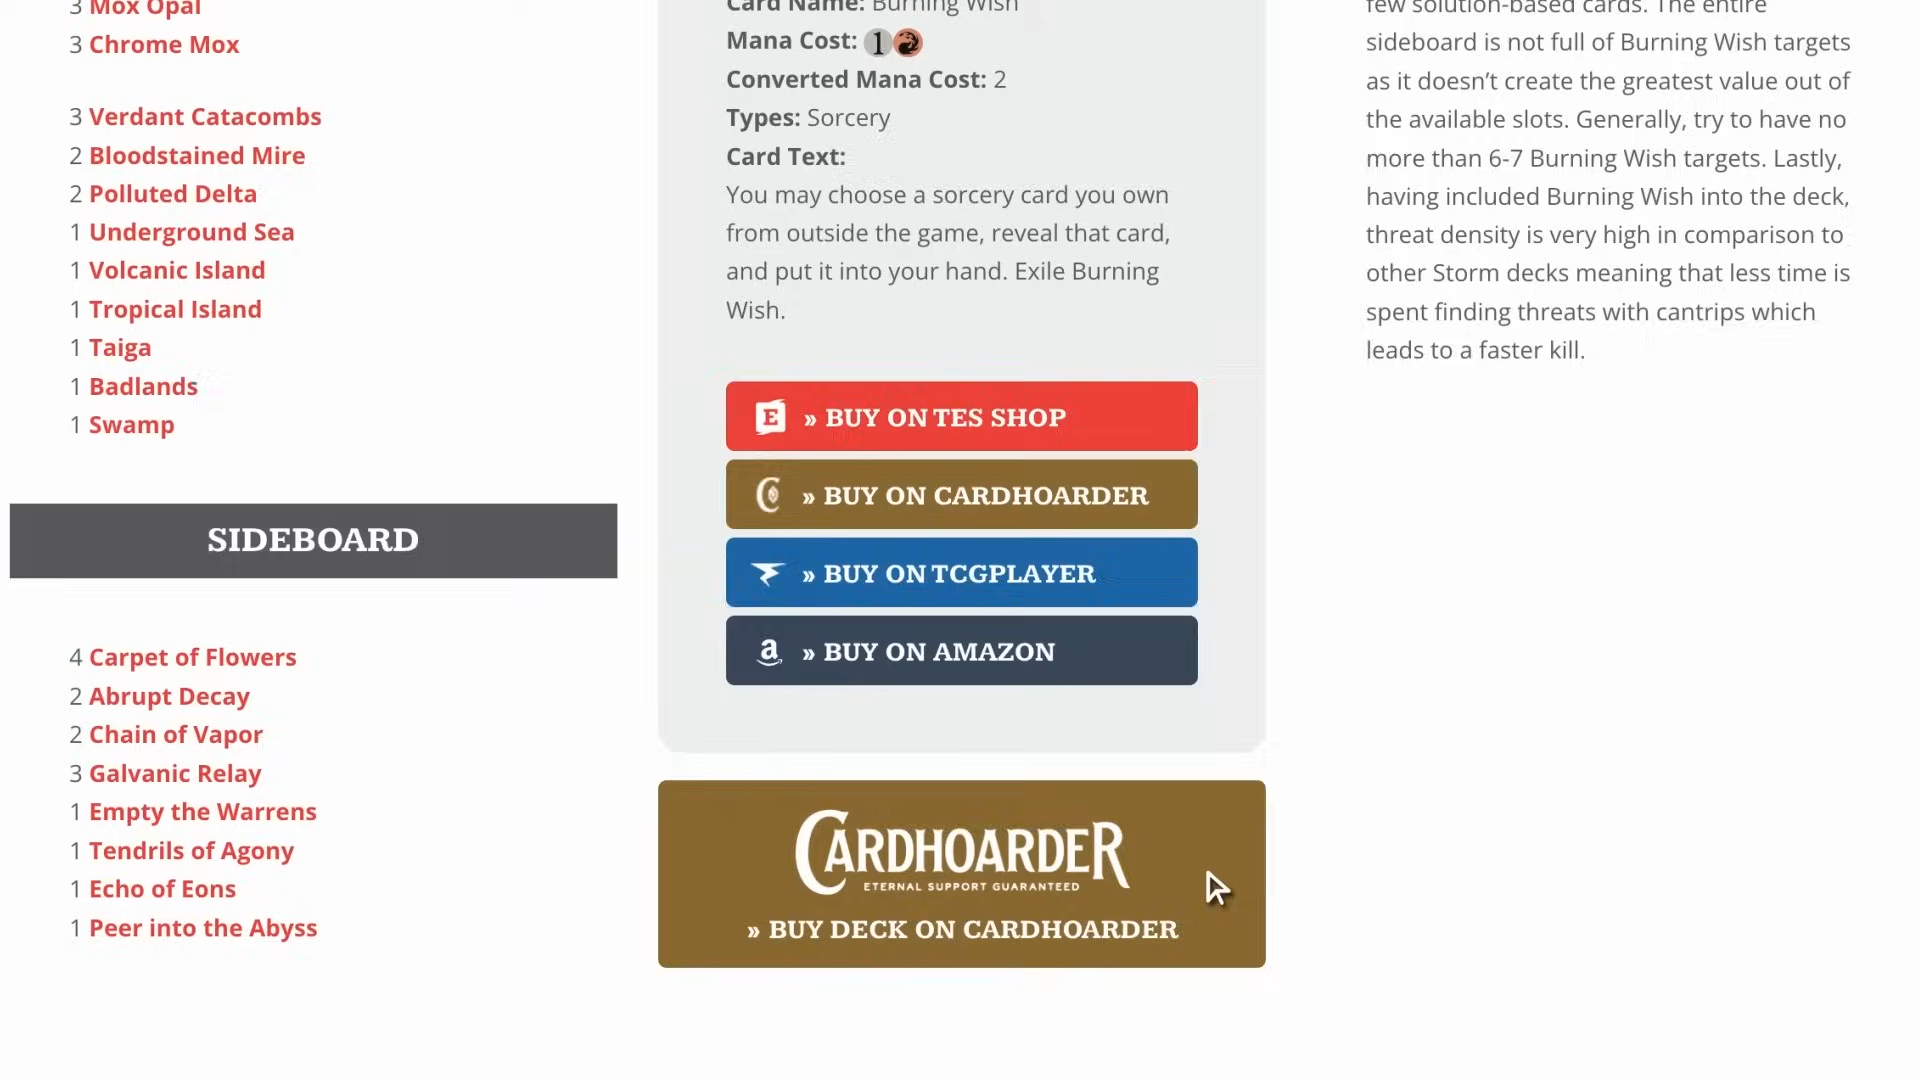 3 Mox Opal
3 Chrome Mox
3 Verdant Catacombs
2 Bloodstained Mire
2 Polluted Delta
1 Underground Sea
1 Volcanic Island
1 Tropical Island
1 Taiga
1 Badlands
1 Swamp
SIDEBOARD
4 Carpet of Flowers
2 Abrupt Decay
2 Chain of Vapor
3 Galvanic Relay
1 Empty the Warrens
1 Tendrils of Agony
1 Echo of Eons
1 Peer into the Abyss
Card Name: Burning Wish
Mana Cost: 1
Converted Mana Cost: 2
Types: Sorcery
Card Text:
You may choose a sorcery card you own
from outside the game, reveal that card,
and put it into your hand. Exile Burning
Wish.
E » BUY ON TES SHOP
» BUY ON CARDHOARDER
» BUY ON TCGPLAYER
a » BUY ON AMAZON
CARDHOARDER
ETERNAL SUPPORT GUARANTEED
» BUY DECK ON CARDHOARDER
few solution-based cards. The entire
sideboard is not full of Burning Wish targets
as it doesn’t create the greatest value out of
the available slots. Generally, try to have no
more than 6-7 Burning Wish targets. Lastly,
having included Burning Wish into the deck,
threat density is very high in comparison to
other Storm decks meaning that less time is
spent finding threats with cantrips which
leads to a faster kill.